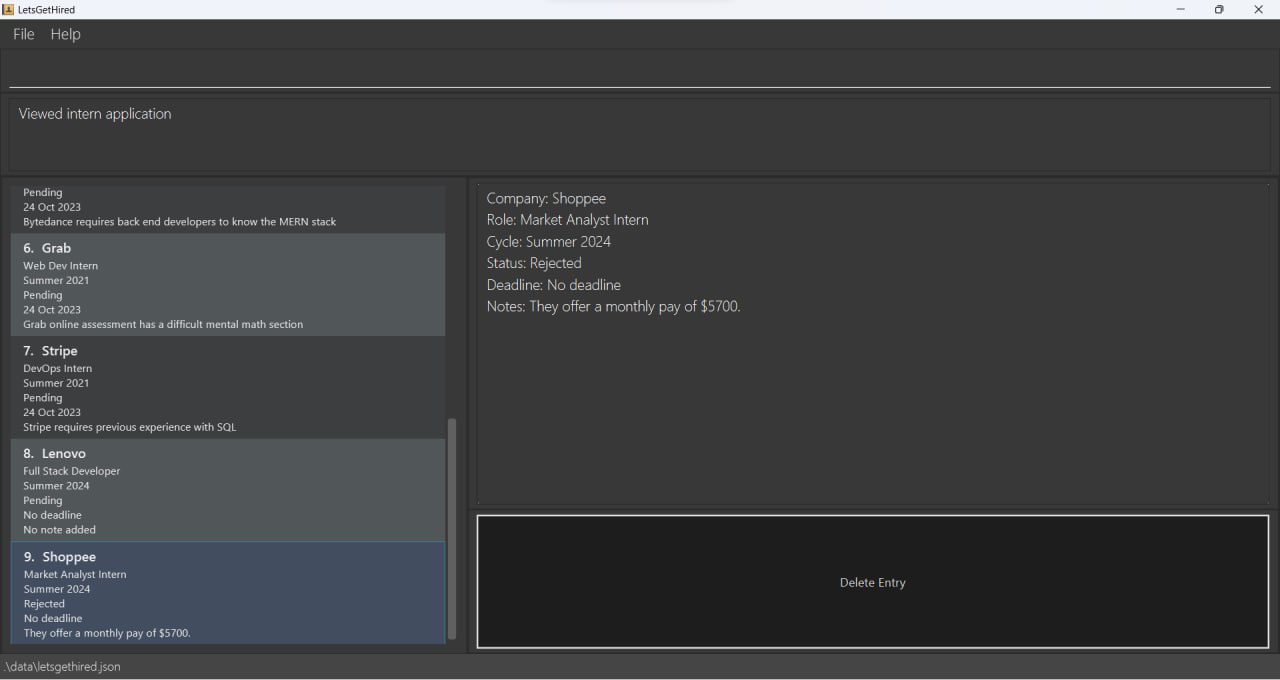 LetsGetHired
File Help
Viewed intern application
Pending
24 Oct 2023
Bytedance requires back end developers to know the MERN stack
6. Grab
Web Dev Intern
Summer 2021
Pending
24 Oct 2023
Grab online assessment has a difficult mental math section
7. Stripe
DevOps Intern
Summer 2021
Pending
24 Oct 2023
Stripe requires previous experience with SQL
8. Lenovo
Full Stack Developer
Summer 2024
Pending
No deadline
No note added
9. Shoppee
Market Analyst Intern
Summer 2024
Rejected
No deadline
They offer a monthly pay of $5700.
Company: Shoppee
Role: Market Analyst Intern
Cycle: Summer 2024
Status: Rejected
Deadline: No deadline
Notes: They offer a monthly pay of $5700.
Delete Entry
.\data\letsgethired.json